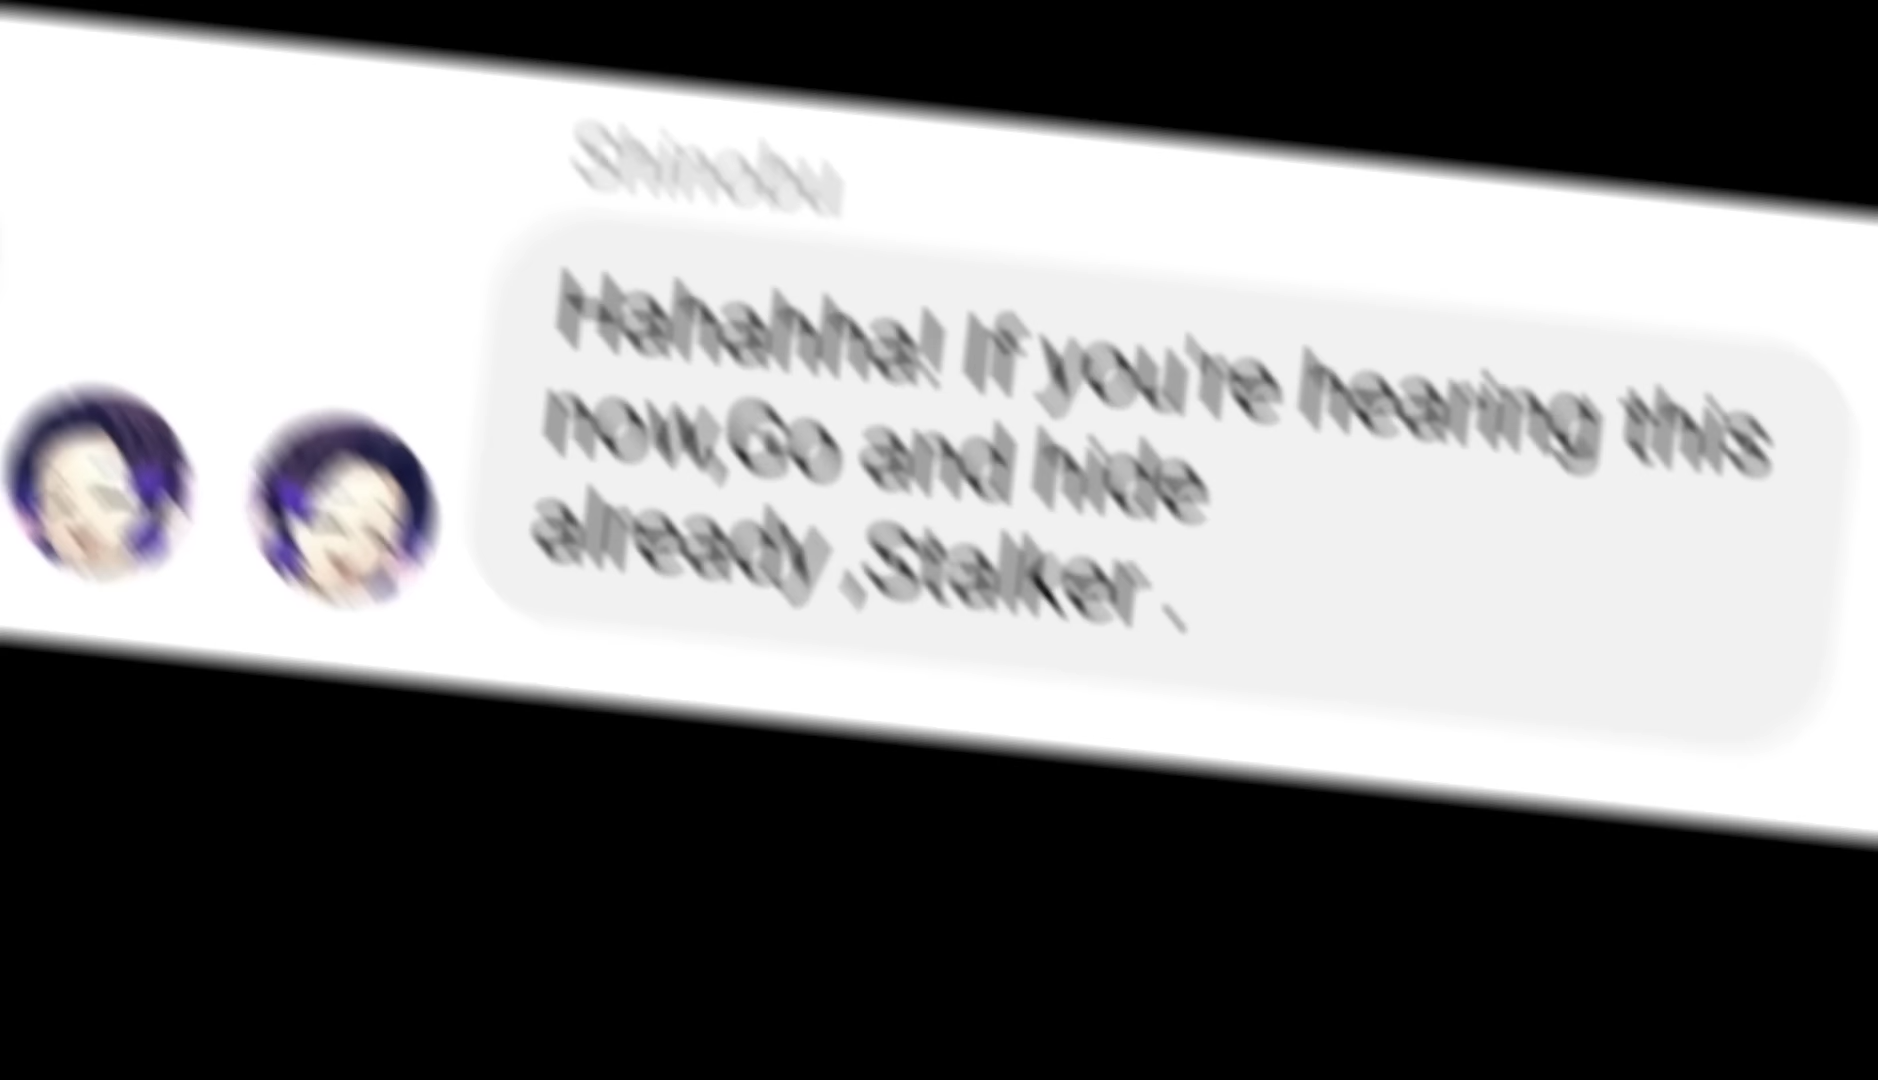 Shinobu
Hahahha! If you're hearing this
now,Go and hide
already ,Stalker .